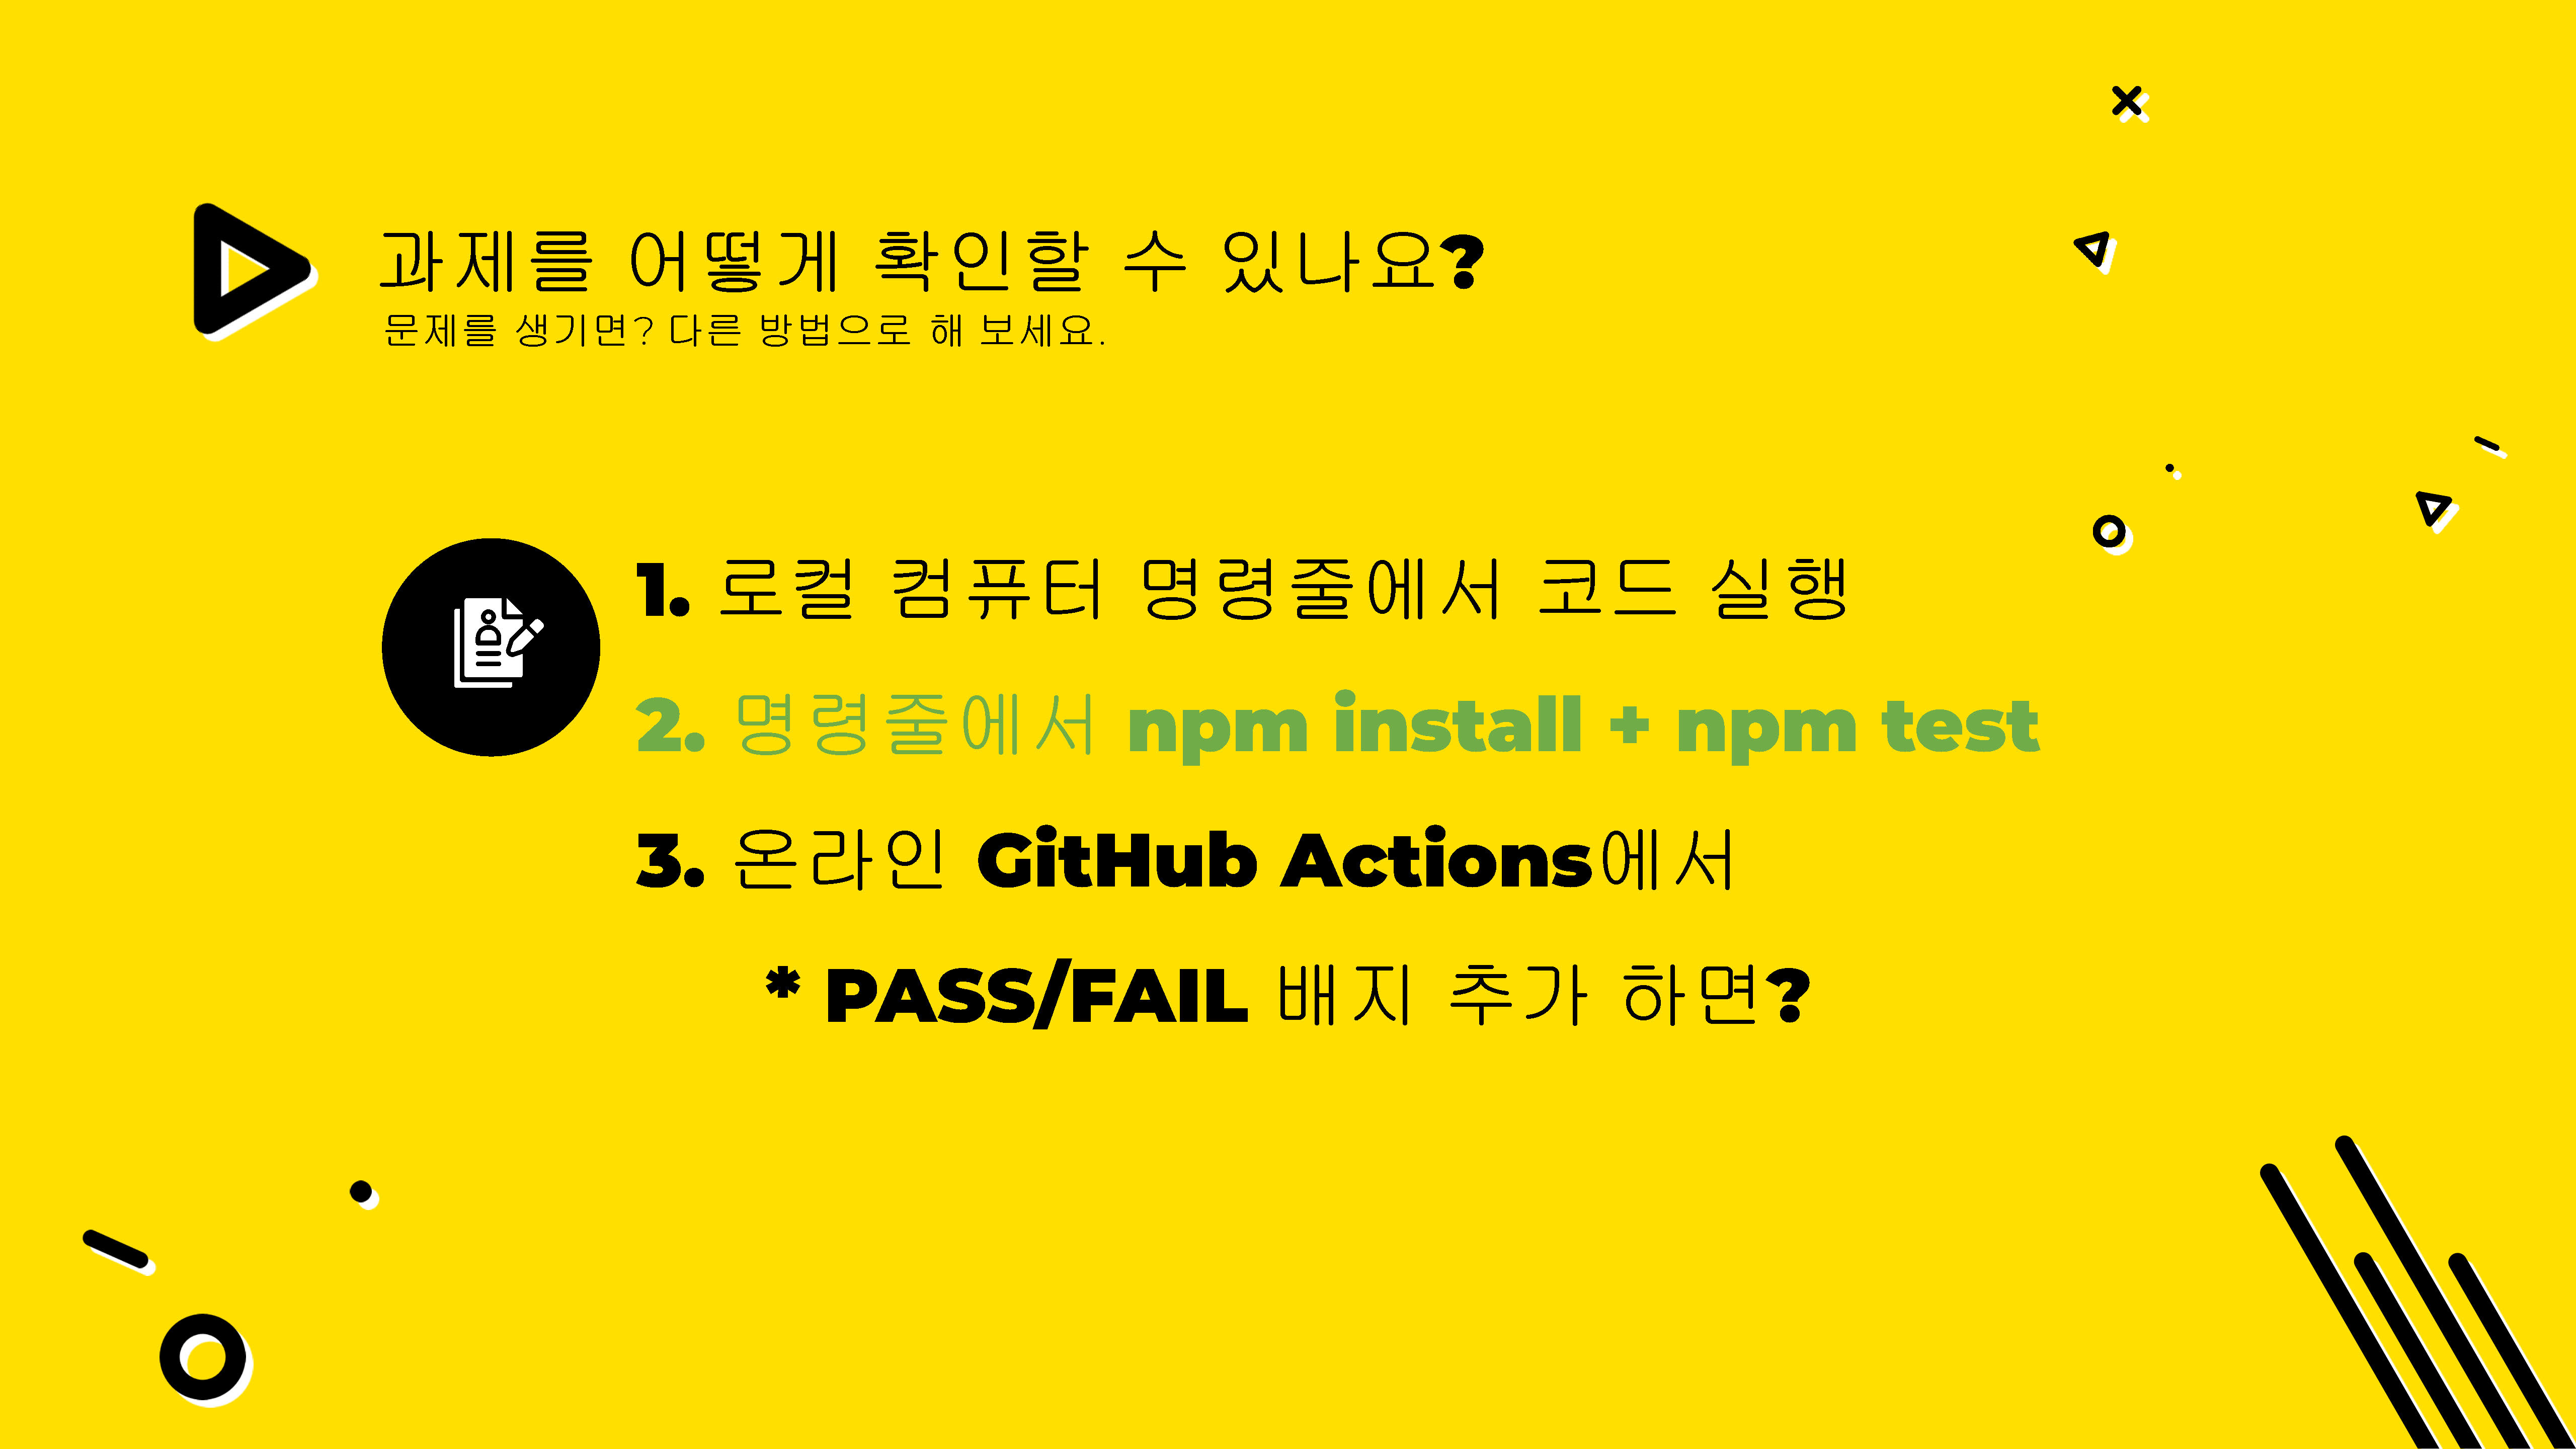 과제를 어떻게 확인할 수 있나요?
문제를 생기면? 다른 방법으로 해 보세요.
1. 로컬 컴퓨터 명령줄에서 코드 실행
2. 명령줄에서 npm install + npm test
3. 온라인 GitHub Actions에서
* PASS/FAIL 배지 추가 하면?